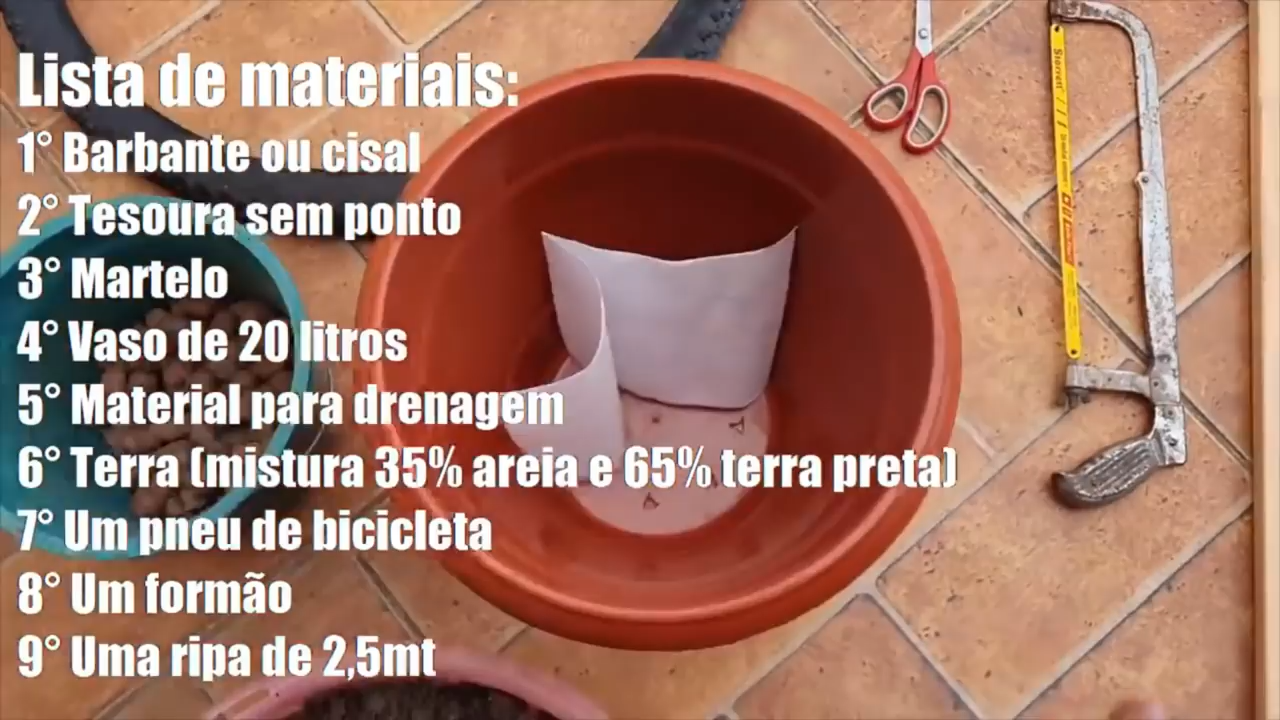 Lista de materiais:
1° Barbante ou cisal
2° Tesoura sem ponto
3° Martelo
4° Vaso de 20 litros
5° Material para drenagem
6° Terra (mistura 35% areia e 65% terra preta)
7° Um pneu de bicicleta
8° Um formão
9° Uma ripa de 2,5mt
Starrett